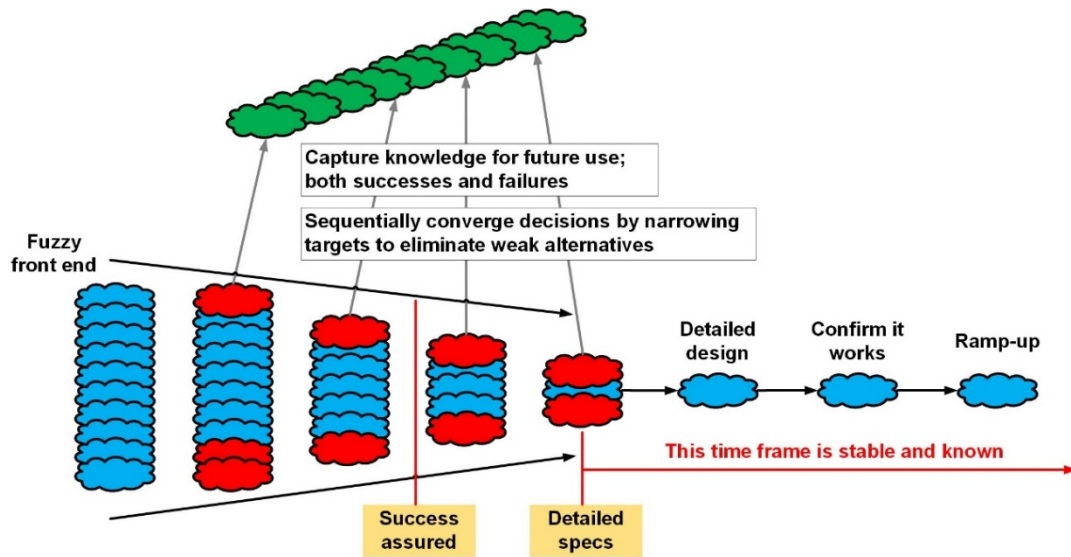 Capture knowledge for future use;
both successes and failures
Sequentially converge decisions by narrowing
targets to eliminate weak alternatives
Fuzzy
front end
Detailed
design
Confirm it
works
Ramp-up
This time frame is stable and known
Success
assured
Detailed
specs